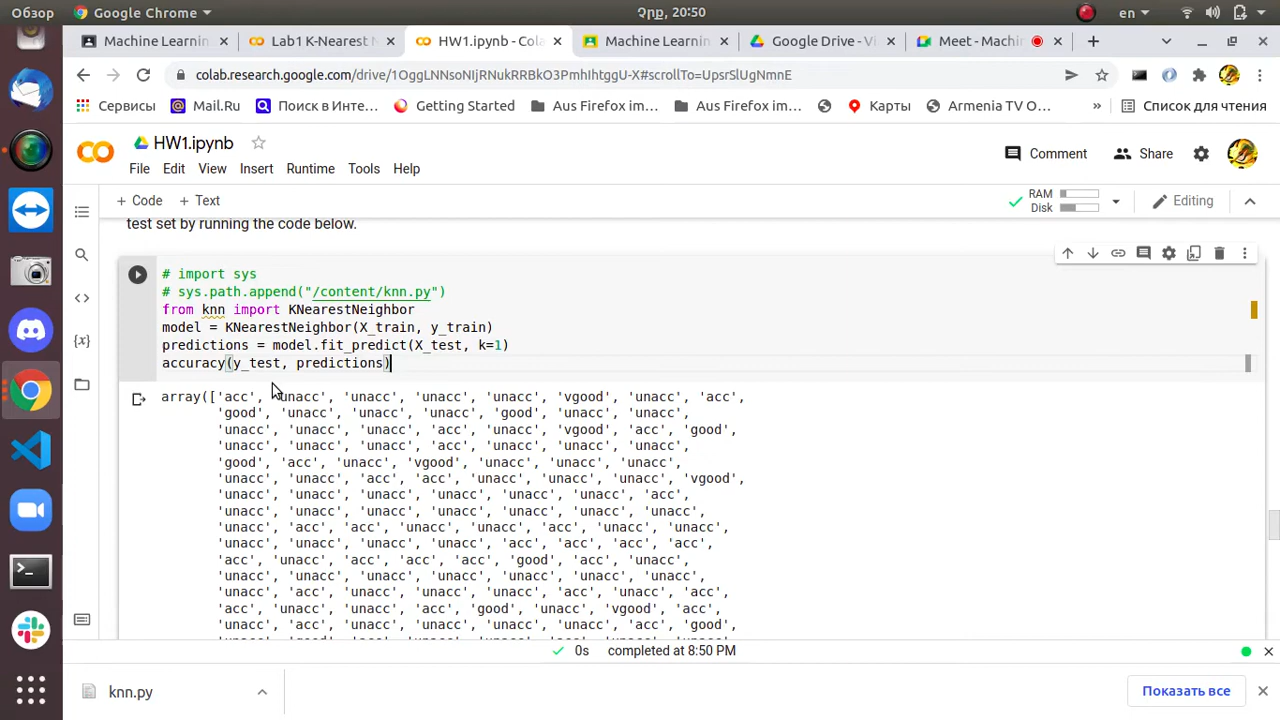 Обзор
Google Chrome
Չրք, 20:50
en
Machine Learning
Lab1 K-Nearest N
HW1.ipynb - Cola
Machine Learning
Google Drive - Vi
Meet - Machin
colab.research.google.com/drive/1OggLNNsoNIjRNukRRBkO3PmhIhtggU-X#scrollTo=UpsrSlUgNmnE
Сервисы
Mail.Ru
Поиск в Инте...
Getting Started
Aus Firefox im...
Aus Firefox im...
Карты
Armenia TV O...
»
Список для чтения
HW1.ipynb
File Edit View Insert Runtime Tools Help
Comment
Share
+ Code + Text
RAM
Disk
Editing
test set by running the code below.
# import sys
# sys.path.append("/content/knn.py")
from knn import KNearestNeighbor
model = KNearestNeighbor(X_train, y_train)
predictions = model.fit_predict(X_test, k=1)
accuracy(y_test, predictions)
array(['acc', 'unacc', 'unacc', 'unacc', 'unacc', 'vgood', 'unacc', 'acc',
'good', 'unacc', 'unacc', 'unacc', 'good', 'unacc', 'unacc',
'unacc', 'unacc', 'unacc', 'acc', 'unacc', 'vgood', 'acc', 'good',
'unacc', 'unacc', 'unacc', 'acc', 'unacc', 'unacc', 'unacc',
'good', 'acc', 'unacc', 'vgood', 'unacc', 'unacc', 'unacc',
'unacc', 'unacc', 'acc', 'acc', 'unacc', 'unacc', 'unacc', 'vgood',
'unacc', 'unacc', 'unacc', 'unacc', 'unacc', 'unacc', 'acc',
'unacc', 'unacc', 'unacc', 'unacc', 'unacc', 'unacc', 'unacc',
'unacc', 'acc', 'acc', 'unacc', 'unacc', 'acc', 'unacc', 'unacc',
'unacc', 'unacc', 'unacc', 'unacc', 'acc', 'acc', 'acc', 'acc',
'acc', 'unacc', 'unacc', 'acc', 'acc', 'acc', 'good', 'acc', 'unacc',
'unacc', 'unacc', 'unacc', 'unacc', 'unacc', 'unacc', 'unacc',
'unacc', 'acc', 'unacc', 'unacc', 'unacc', 'acc', 'unacc', 'acc',
'acc', 'unacc', 'unacc', 'acc', 'good', 'unacc', 'vgood', 'acc',
'unacc', 'acc', 'unacc', 'unacc', 'unacc', 'unacc', 'acc', 'good',
0s completed at 8:50 PM
knn.py
Показать все